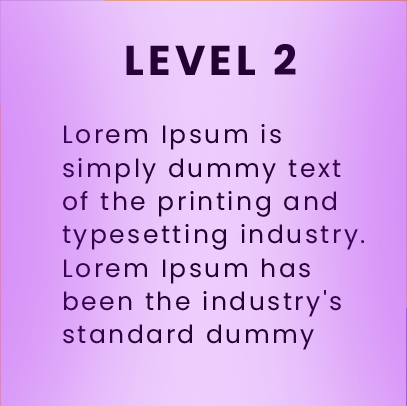 LEVEL 2
Lorem Ipsum is
simply dummy text
of the printing and
typesetting industry.
Lorem Ipsum has
been the industry's
standard dummy